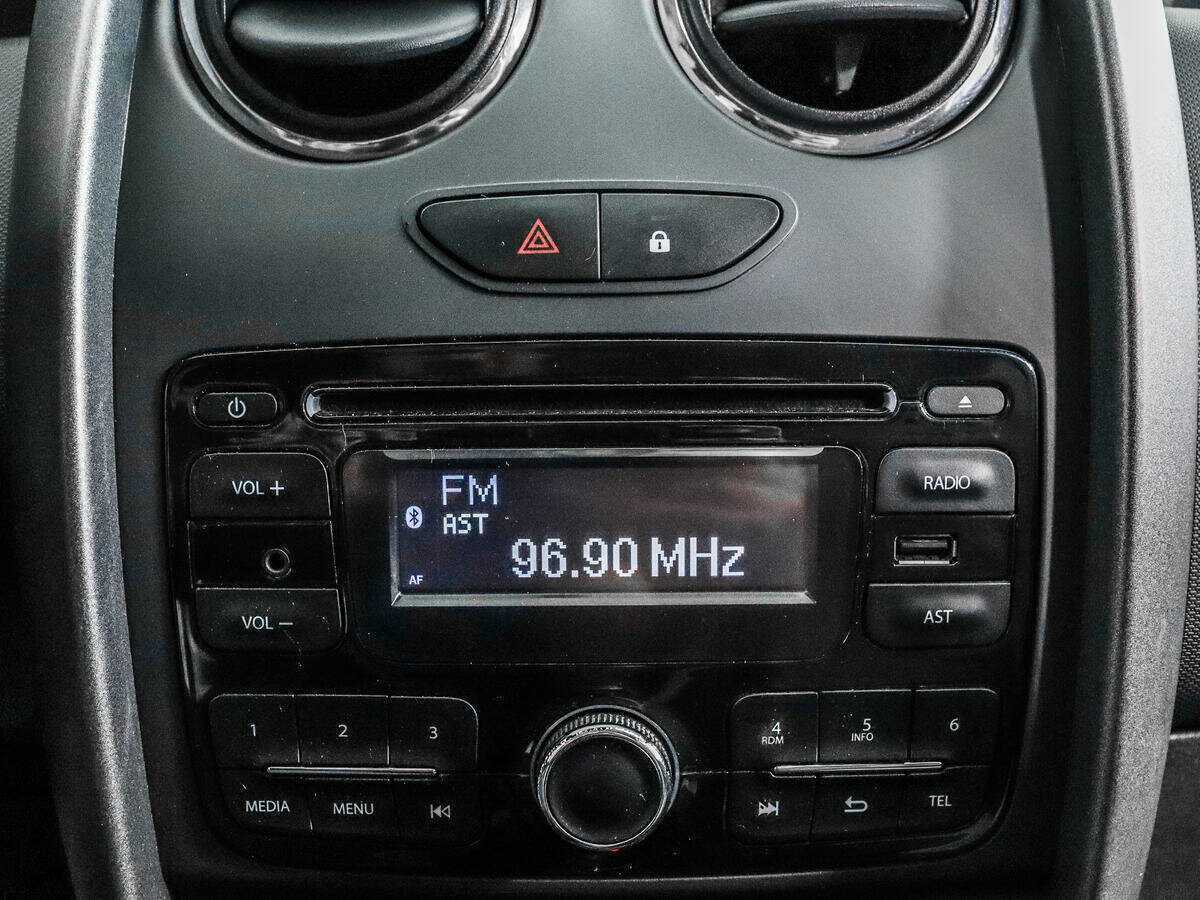 VOL +
VOL –
FM
AST
96.90 MHz
AF
RADIO
AST
1
2
3
4
RDM
5
INFO
6
MEDIA
MENU
TEL